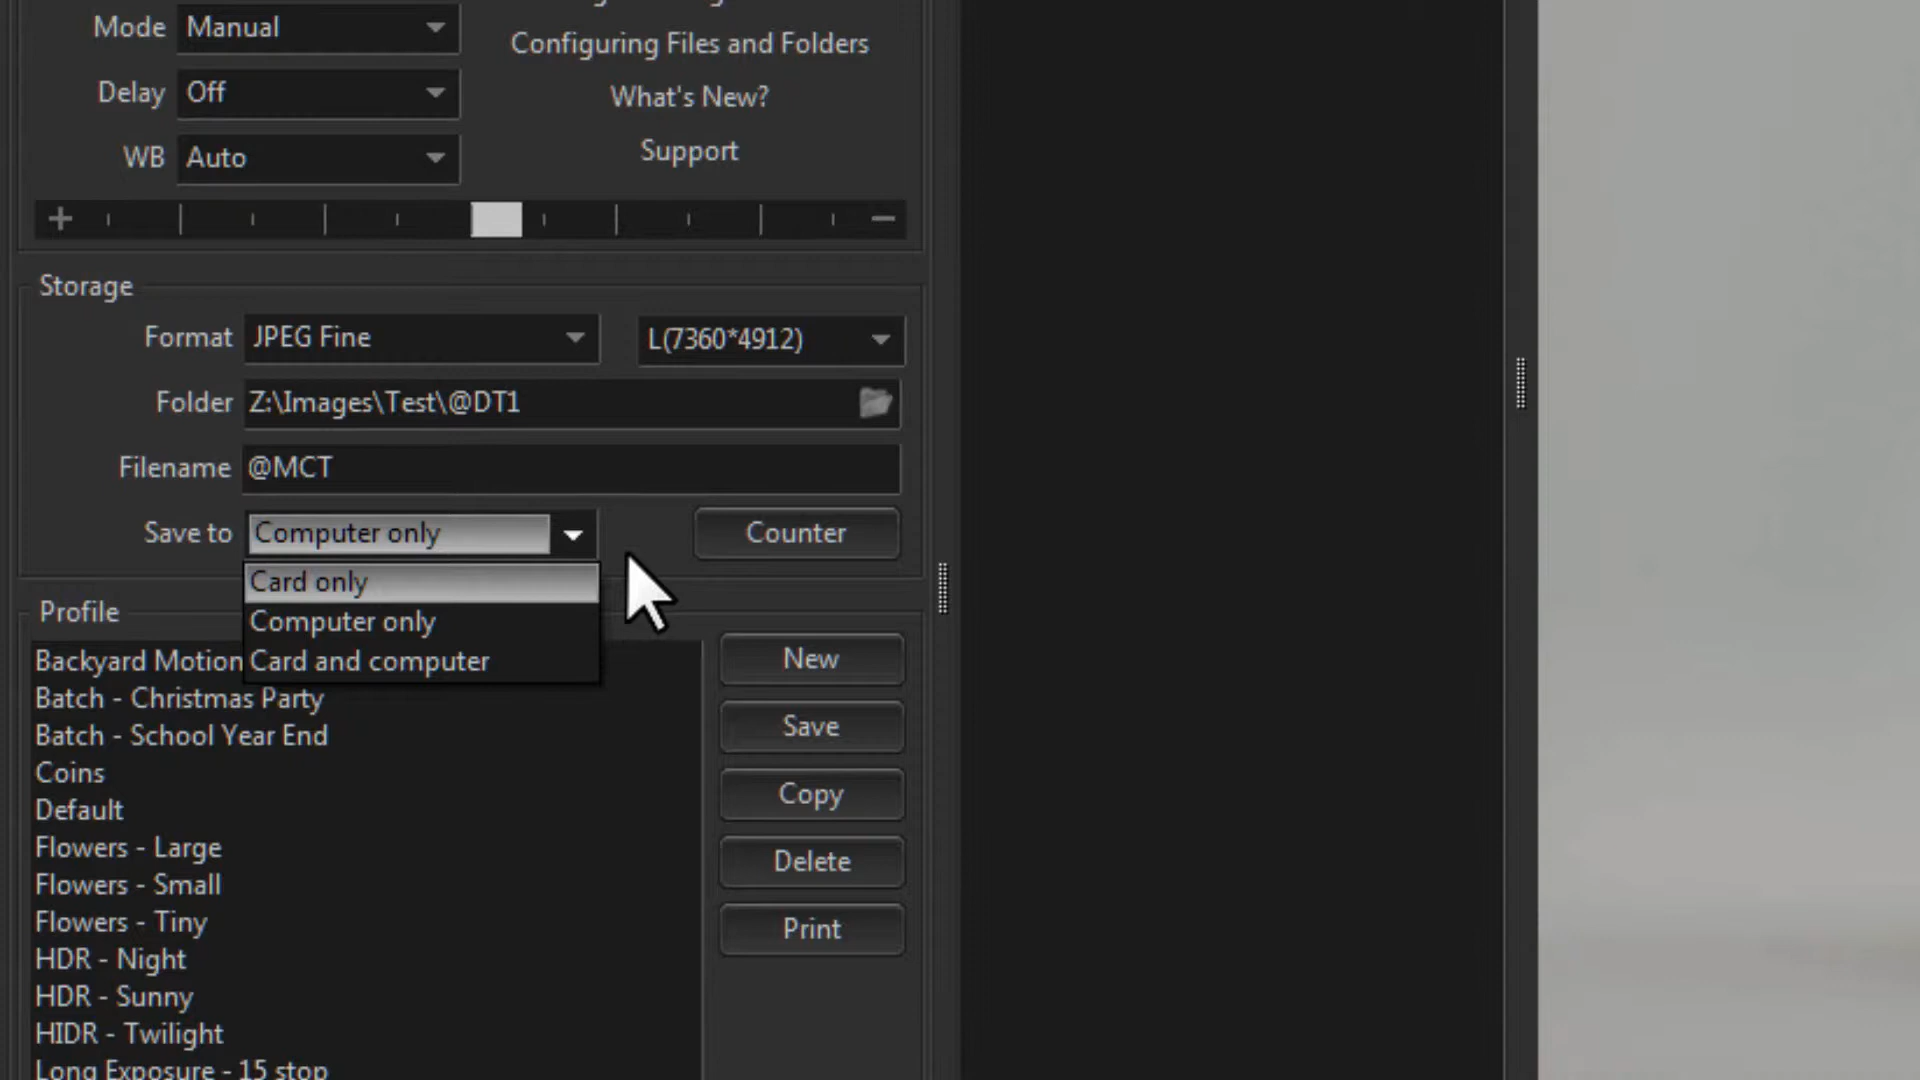 Mode Manual
Configuring Files and Folders
Delay Off
What's New?
WB Auto
Support
Storage
Format JPEG Fine L(7360*4912)
Folder Z:\Images\Test\@DT1
Filename @MCT
Save to Computer only Counter
Card only
Computer only
Card and computer
Profile
Backyard Motion
Batch - Christmas Party
Batch - School Year End
Coins
Default
Flowers - Large
Flowers - Small
Flowers - Tiny
HDR - Night
HDR - Sunny
HIDR - Twilight
Long Exposure - 15 stop
New
Save
Copy
Delete
Print